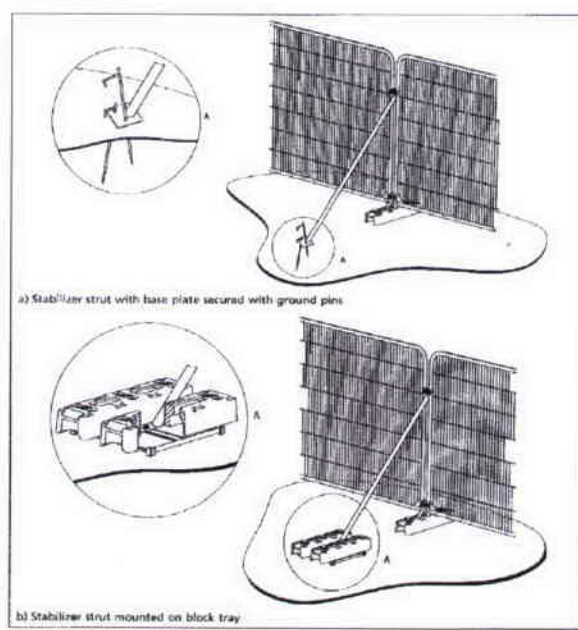 A
A
a) Stabilizer strut with base plate secured with ground pins
A
A
b) Stabilizer strut mounted on block tray